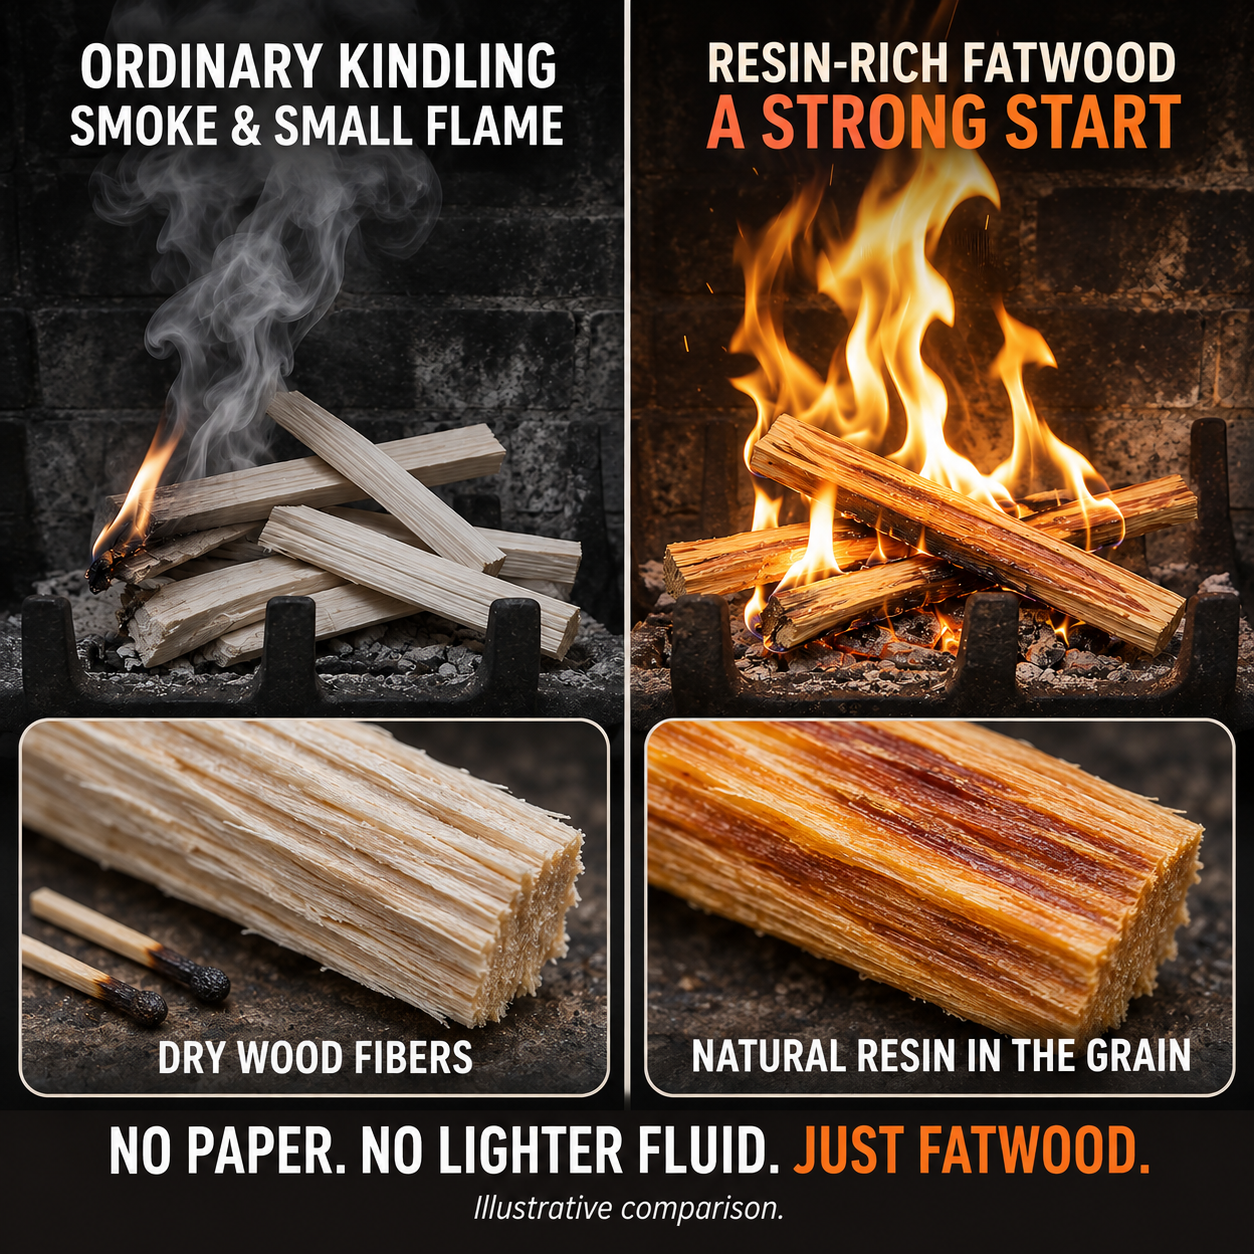 ORDINARY KINDLING
SMOKE & SMALL FLAME
RESIN-RICH FATWOOD
A STRONG START
DRY WOOD FIBERS
NATURAL RESIN IN THE GRAIN
NO PAPER. NO LIGHTER FLUID. JUST FATWOOD.
Illustrative comparison.